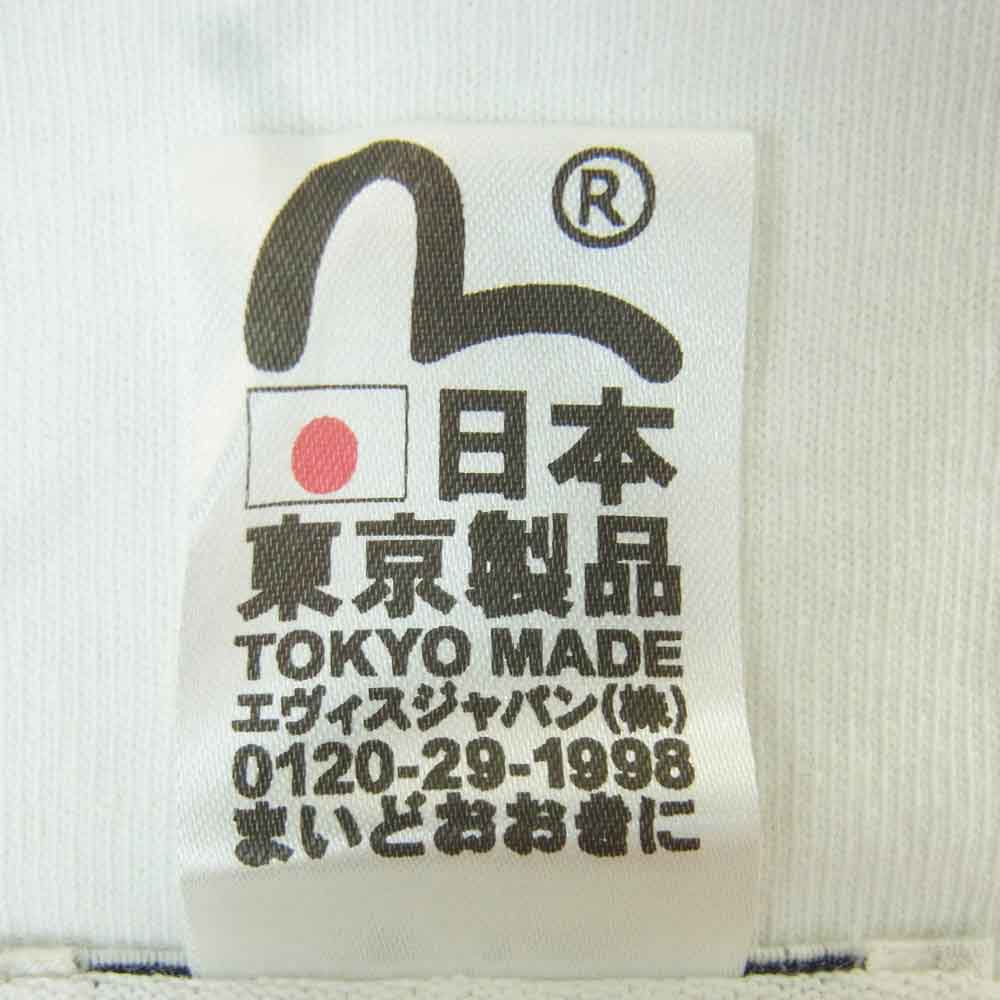 ®
日本
東京製品
TOKYO MADE
エヴィスジャパン(株)
0120-29-1998
まいどおおきに